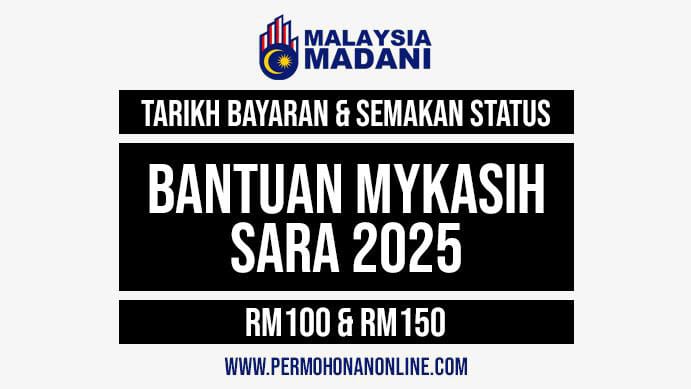 MALAYSIA
MADANI
TARIKH BAYARAN & SEMAKAN STATUS
BANTUAN MYKASIH
SARA 2025
RM100 & RM150
WWW.PERMOHONANONLINE.COM